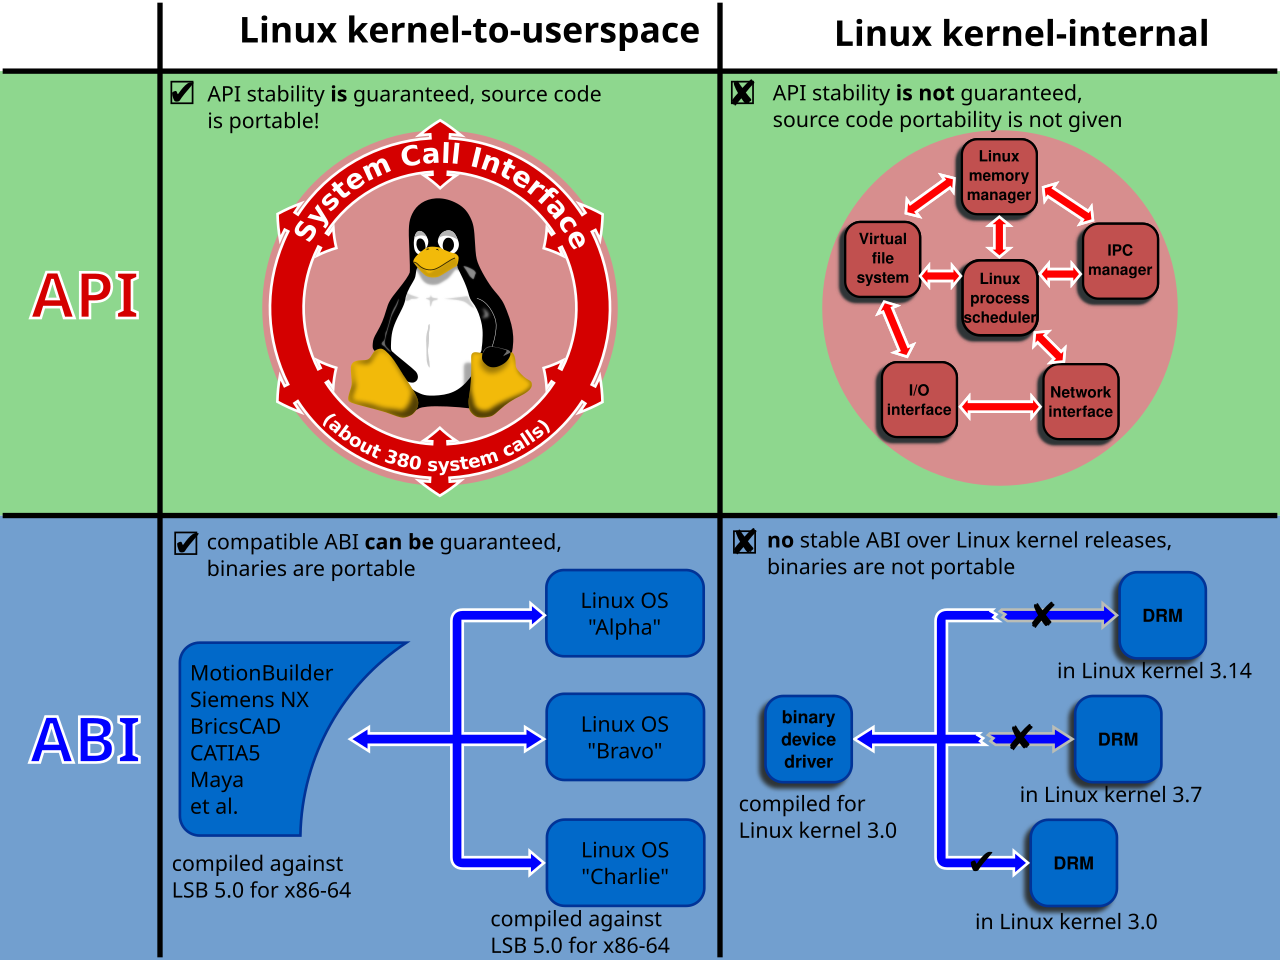 Linux kernel-to-userspace
Linux kernel-internal
API
API stability is guaranteed, source code
is portable!
System Call Interface
(about 380 system calls)
API stability is not guaranteed,
source code portability is not given
Linux
memory
manager
Virtual
file
system
IPC
manager
Linux
process
scheduler
I/O
interface
Network
interface
ABI
compatible ABI can be guaranteed,
binaries are portable
MotionBuilder
Siemens NX
BricsCAD
CATIA5
Maya
et al.
compiled against
LSB 5.0 for x86-64
Linux OS
"Alpha"
Linux OS
"Bravo"
Linux OS
"Charlie"
compiled against
LSB 5.0 for x86-64
no stable ABI over Linux kernel releases,
binaries are not portable
binary
device
driver
compiled for
Linux kernel 3.0
DRM
in Linux kernel 3.14
DRM
in Linux kernel 3.7
DRM
in Linux kernel 3.0